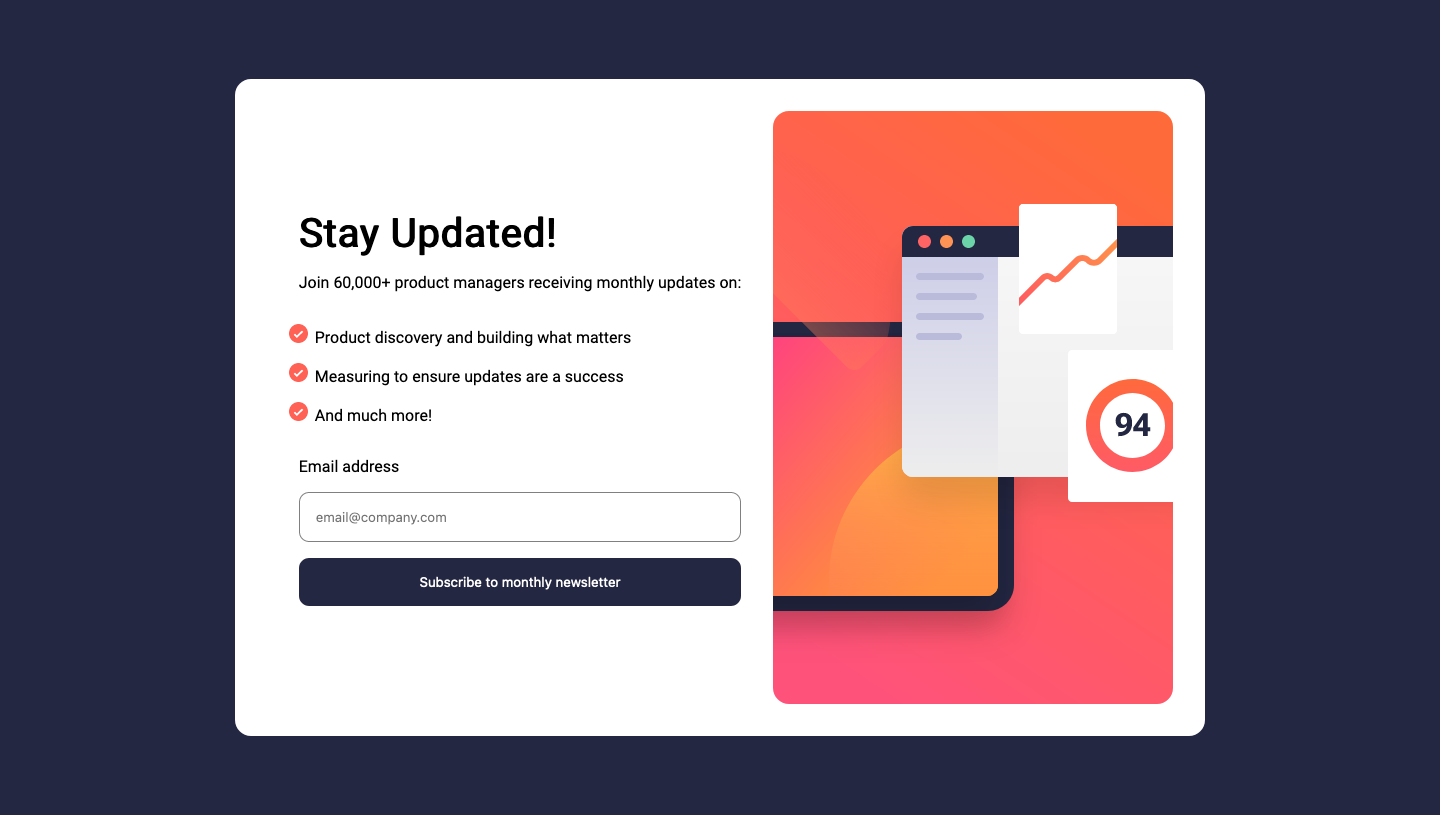 Stay Updated!
Join 60,000+ product managers receiving monthly updates on:
Product discovery and building what matters
Measuring to ensure updates are a success
And much more!
Email address
email@company.com
Subscribe to monthly newsletter
94